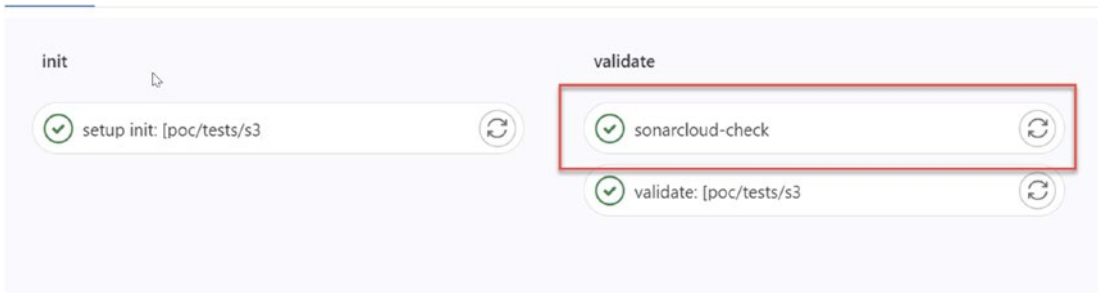 init
setup init: [poc/tests/s3
validate
sonarcloud-check
validate: [poc/tests/s3